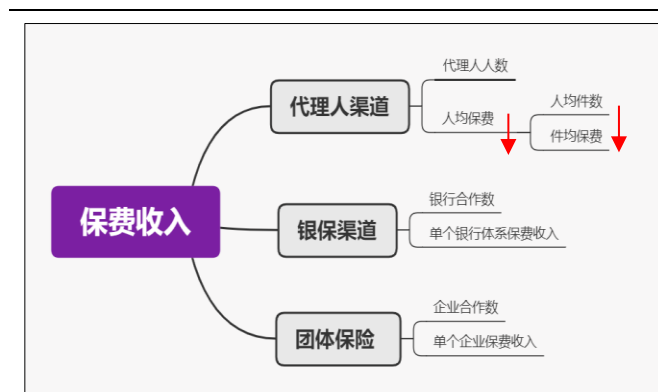 保费收入
代理人渠道
代理人人数
人均保费
人均件数
件均保费
银保渠道
银行合作数
单个银行体系保费收入
团体保险
企业合作数
单个企业保费收入